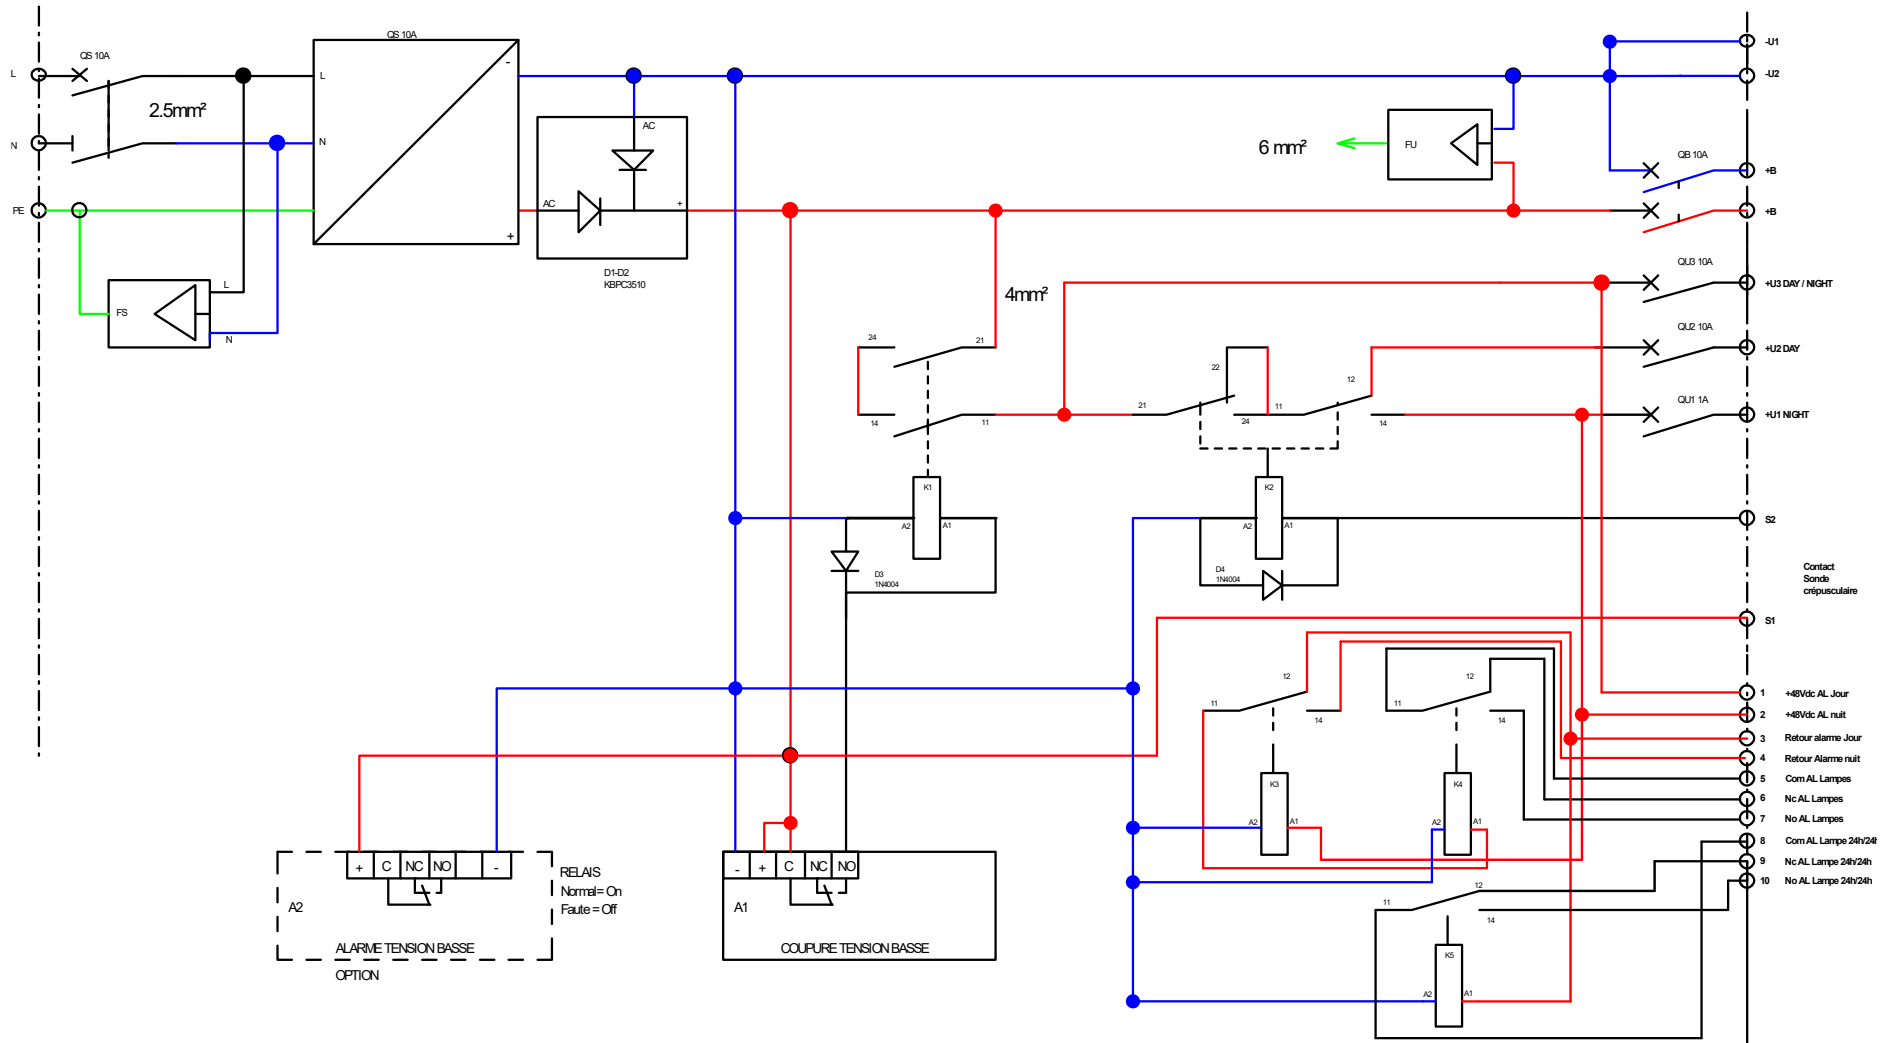 QS 10A
L
2.5mm²
N
PE
FS
L
N
QS 10A
L
N
-
+
AC
AC
+
D1-D2
KBPC3510
6 mm²
FU
4mm²
-U1
-U2
QB 10A
+B
+B
QU3 10A
+U3 DAY / NIGHT
QU2 10A
+U2 DAY
QU1 1A
+U1 NIGHT
24
21
14
11
22
12
21
24
11
14
K1
A2
A1
D3
1N4004
K2
A2
A1
D4
1N4004
S2
Contact
Sonde
crépusculaire
S1
12
11
14
12
11
14
K3
A2
A1
K4
A2
A1
1 +48Vdc AL Jour
2 +48Vdc AL nuit
3 Retour alarme Jour
4 Retour Alarme nuit
5 Com AL Lampes
6 Nc AL Lampes
7 No AL Lampes
8 Com AL Lampe 24h/24h
9 Nc AL Lampe 24h/24h
10 No AL Lampe 24h/24h
12
11
14
K5
A2
A1
+ C NC NO -
A2
ALARME TENSION BASSE
OPTION
RELAIS
Normal = On
Faute = Off
- + C NC NO
A1
COUPURE TENSION BASSE